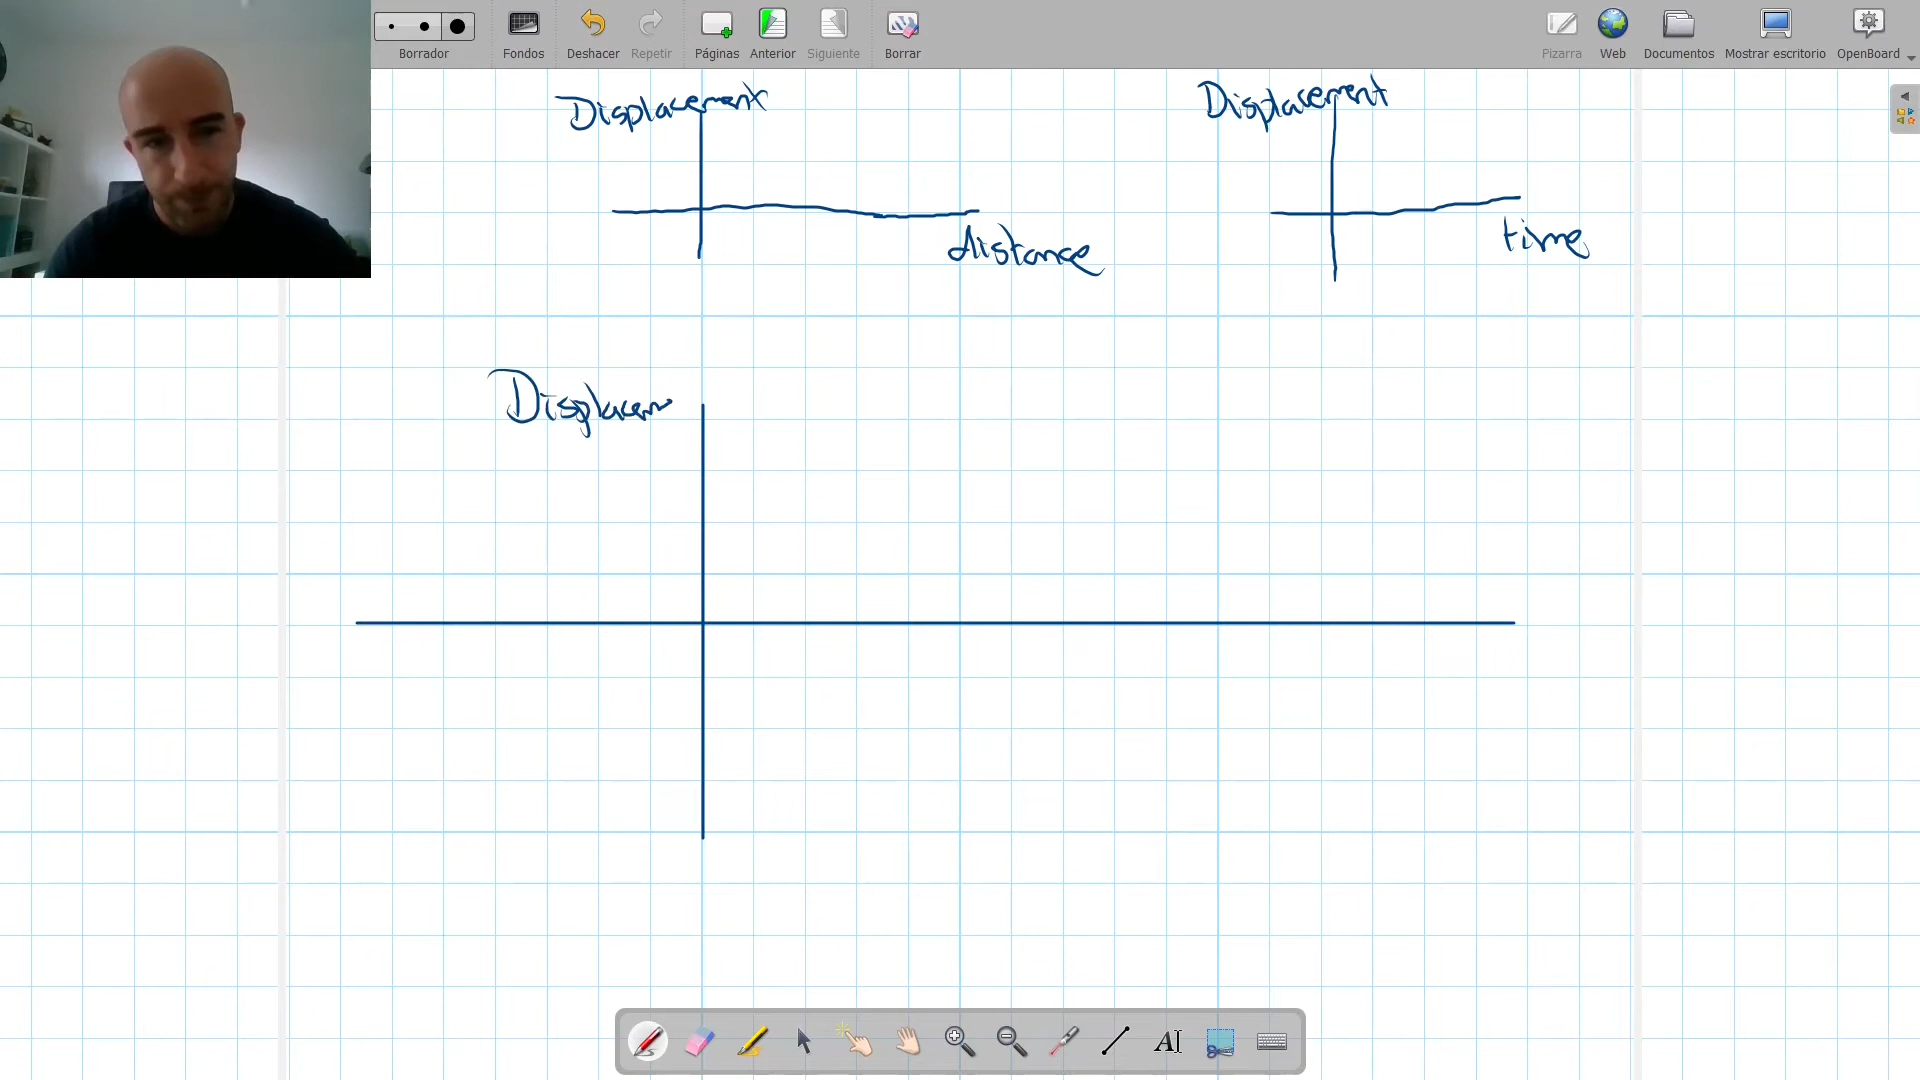 Borrador
Fondos
Deshacer
Repetir
Páginas
Anterior
Siguiente
Borrar
Pizarra
Web
Documentos
Mostrar escritorio
OpenBoard
Displacement
Displacement
distance
time
Displacem